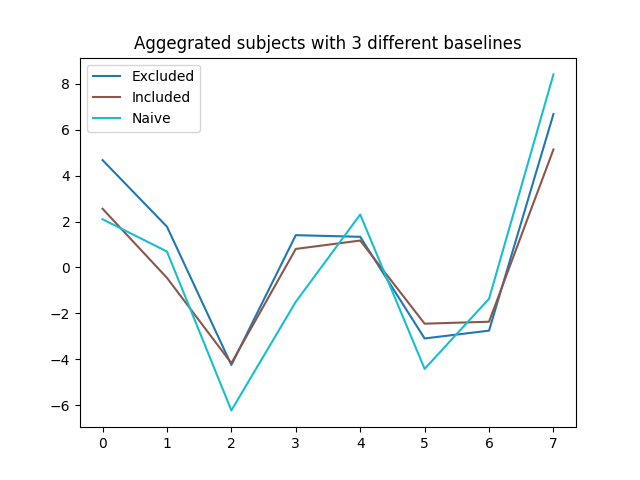 Aggegrated subjects with 3 different baselines
Excluded
Included
Naive
8
6
4
2
0
−2
−4
−6
0 1 2 3 4 5 6 7